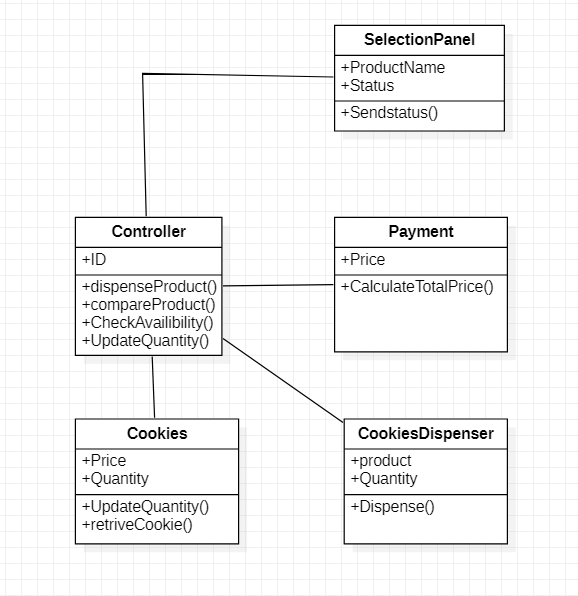 SelectionPanel
+ProductName
+Status
+Sendstatus()
Controller
+ID
+dispenseProduct()
+compareProduct()
+CheckAvailibility()
+UpdateQuantity()
Payment
+Price
+CalculateTotalPrice()
Cookies
+Price
+Quantity
+UpdateQuantity()
+retriveCookie()
CookiesDispenser
+product
+Quantity
+Dispense()